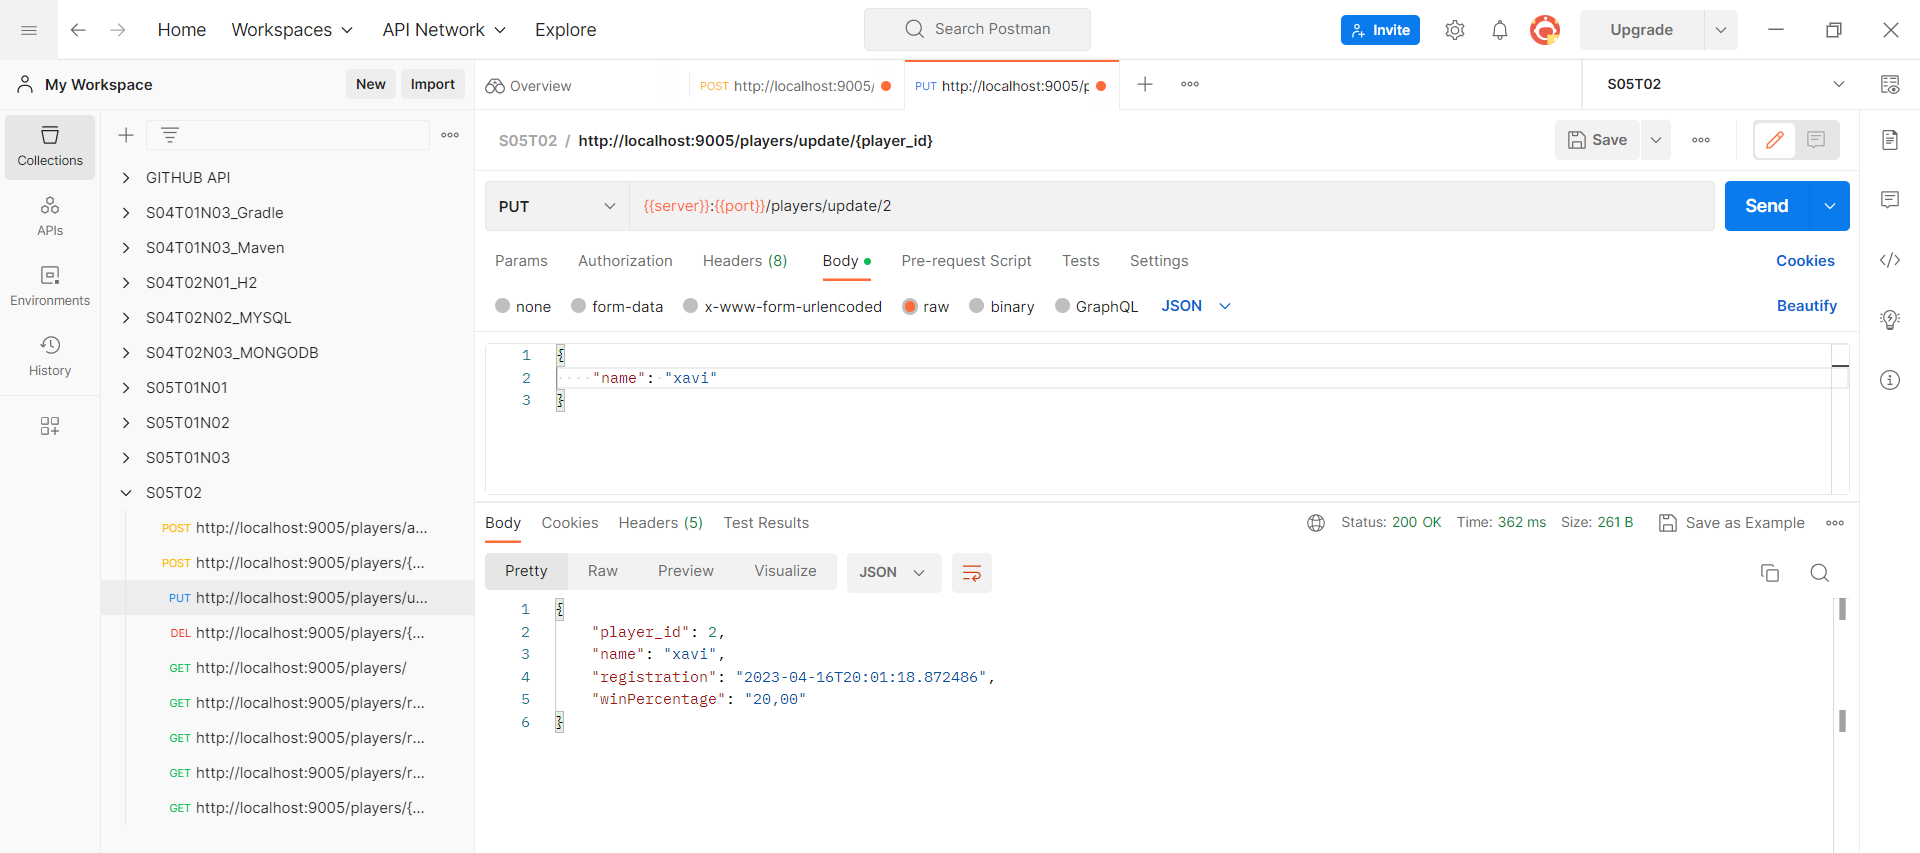 Home Workspaces API Network Explore Search Postman Invite Upgrade
My Workspace New Import
Overview POST http://localhost:9005/ PUT http://localhost:9005/p S05T02
Collections
APIs
Environments
History
GITHUB API
S04T01N03_Gradle
S04T01N03_Maven
S04T02N01_H2
S04T02N02_MYSQL
S04T02N03_MONGODB
S05T01N01
S05T01N02
S05T01N03
S05T02
POST http://localhost:9005/players/a...
POST http://localhost:9005/players/{...
PUT http://localhost:9005/players/u...
DEL http://localhost:9005/players/{...
GET http://localhost:9005/players/
GET http://localhost:9005/players/r...
GET http://localhost:9005/players/r...
GET http://localhost:9005/players/r...
GET http://localhost:9005/players/{...
S05T02 / http://localhost:9005/players/update/{player_id} Save
PUT {{server}}:{{port}}/players/update/2 Send
Params Authorization Headers (8) Body Pre-request Script Tests Settings Cookies
none form-data x-www-form-urlencoded raw binary GraphQL JSON Beautify
1 {
2 "name": "xavi"
3 }
Body Cookies Headers (5) Test Results Status: 200 OK Time: 362 ms Size: 261 B Save as Example
Pretty Raw Preview Visualize JSON
1 {
2 "player_id": 2,
3 "name": "xavi",
4 "registration": "2023-04-16T20:01:18.872486",
5 "winPercentage": "20,00"
6 }